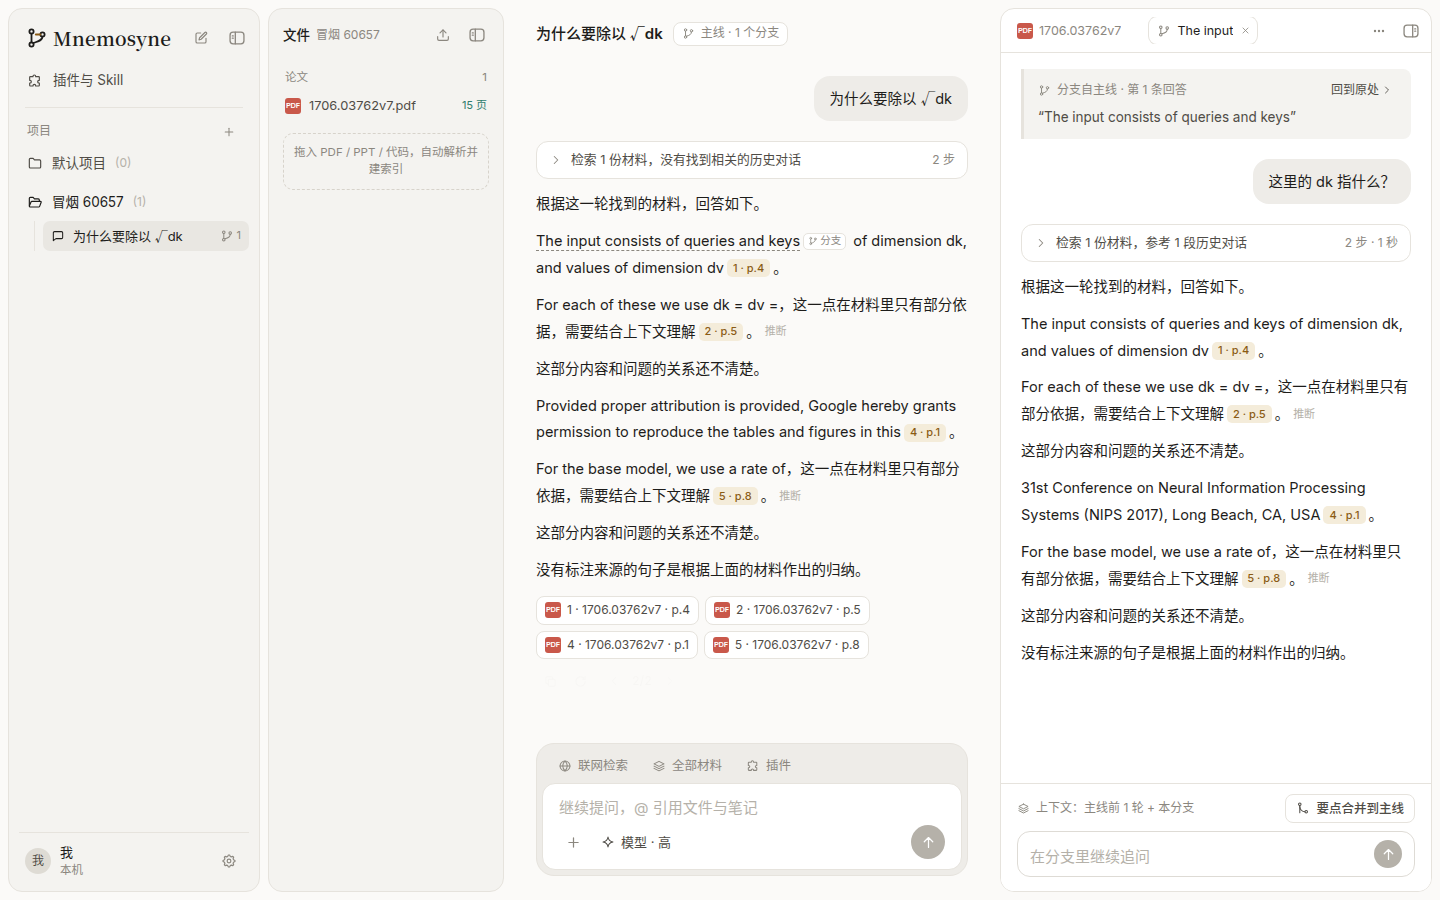 Mnemosyne
插件与 Skill
项目
默认项目 (0)
冒烟 60657 (1)
为什么要除以 √dk 1
我
我
本机
文件 冒烟 60657
论文 1
PDF 1706.03762v7.pdf 15 页
拖入 PDF / PPT / 代码，自动解析并
建索引
为什么要除以 √dk 主线 · 1 个分支
为什么要除以 √dk
检索 1 份材料，没有找到相关的历史对话 2 步
根据这一轮找到的材料，回答如下。
The input consists of queries and keys 分支 of dimension dk,
and values of dimension dv 1 · p.4 。
For each of these we use dk = dv =，这一点在材料里只有部分依
据，需要结合上下文理解 2 · p.5 。 推断
这部分内容和问题的关系还不清楚。
Provided proper attribution is provided, Google hereby grants
permission to reproduce the tables and figures in this 4 · p.1 。
For the base model, we use a rate of，这一点在材料里只有部分
依据，需要结合上下文理解 5 · p.8 。 推断
这部分内容和问题的关系还不清楚。
没有标注来源的句子是根据上面的材料作出的归纳。
PDF 1 · 1706.03762v7 · p.4 PDF 2 · 1706.03762v7 · p.5
PDF 4 · 1706.03762v7 · p.1 PDF 5 · 1706.03762v7 · p.8
联网检索 全部材料 插件
继续提问，@ 引用文件与笔记
模型 · 高
PDF 1706.03762v7 The input ×
分支自主线 · 第 1 条回答 回到原处
“The input consists of queries and keys”
这里的 dk 指什么？
检索 1 份材料，参考 1 段历史对话 2 步 · 1 秒
根据这一轮找到的材料，回答如下。
The input consists of queries and keys of dimension dk,
and values of dimension dv 1 · p.4 。
For each of these we use dk = dv =，这一点在材料里只有
部分依据，需要结合上下文理解 2 · p.5 。 推断
这部分内容和问题的关系还不清楚。
31st Conference on Neural Information Processing
Systems (NIPS 2017), Long Beach, CA, USA 4 · p.1 。
For the base model, we use a rate of，这一点在材料里只
有部分依据，需要结合上下文理解 5 · p.8 。 推断
这部分内容和问题的关系还不清楚。
没有标注来源的句子是根据上面的材料作出的归纳。
上下文：主线前 1 轮 + 本分支 要点合并到主线
在分支里继续追问